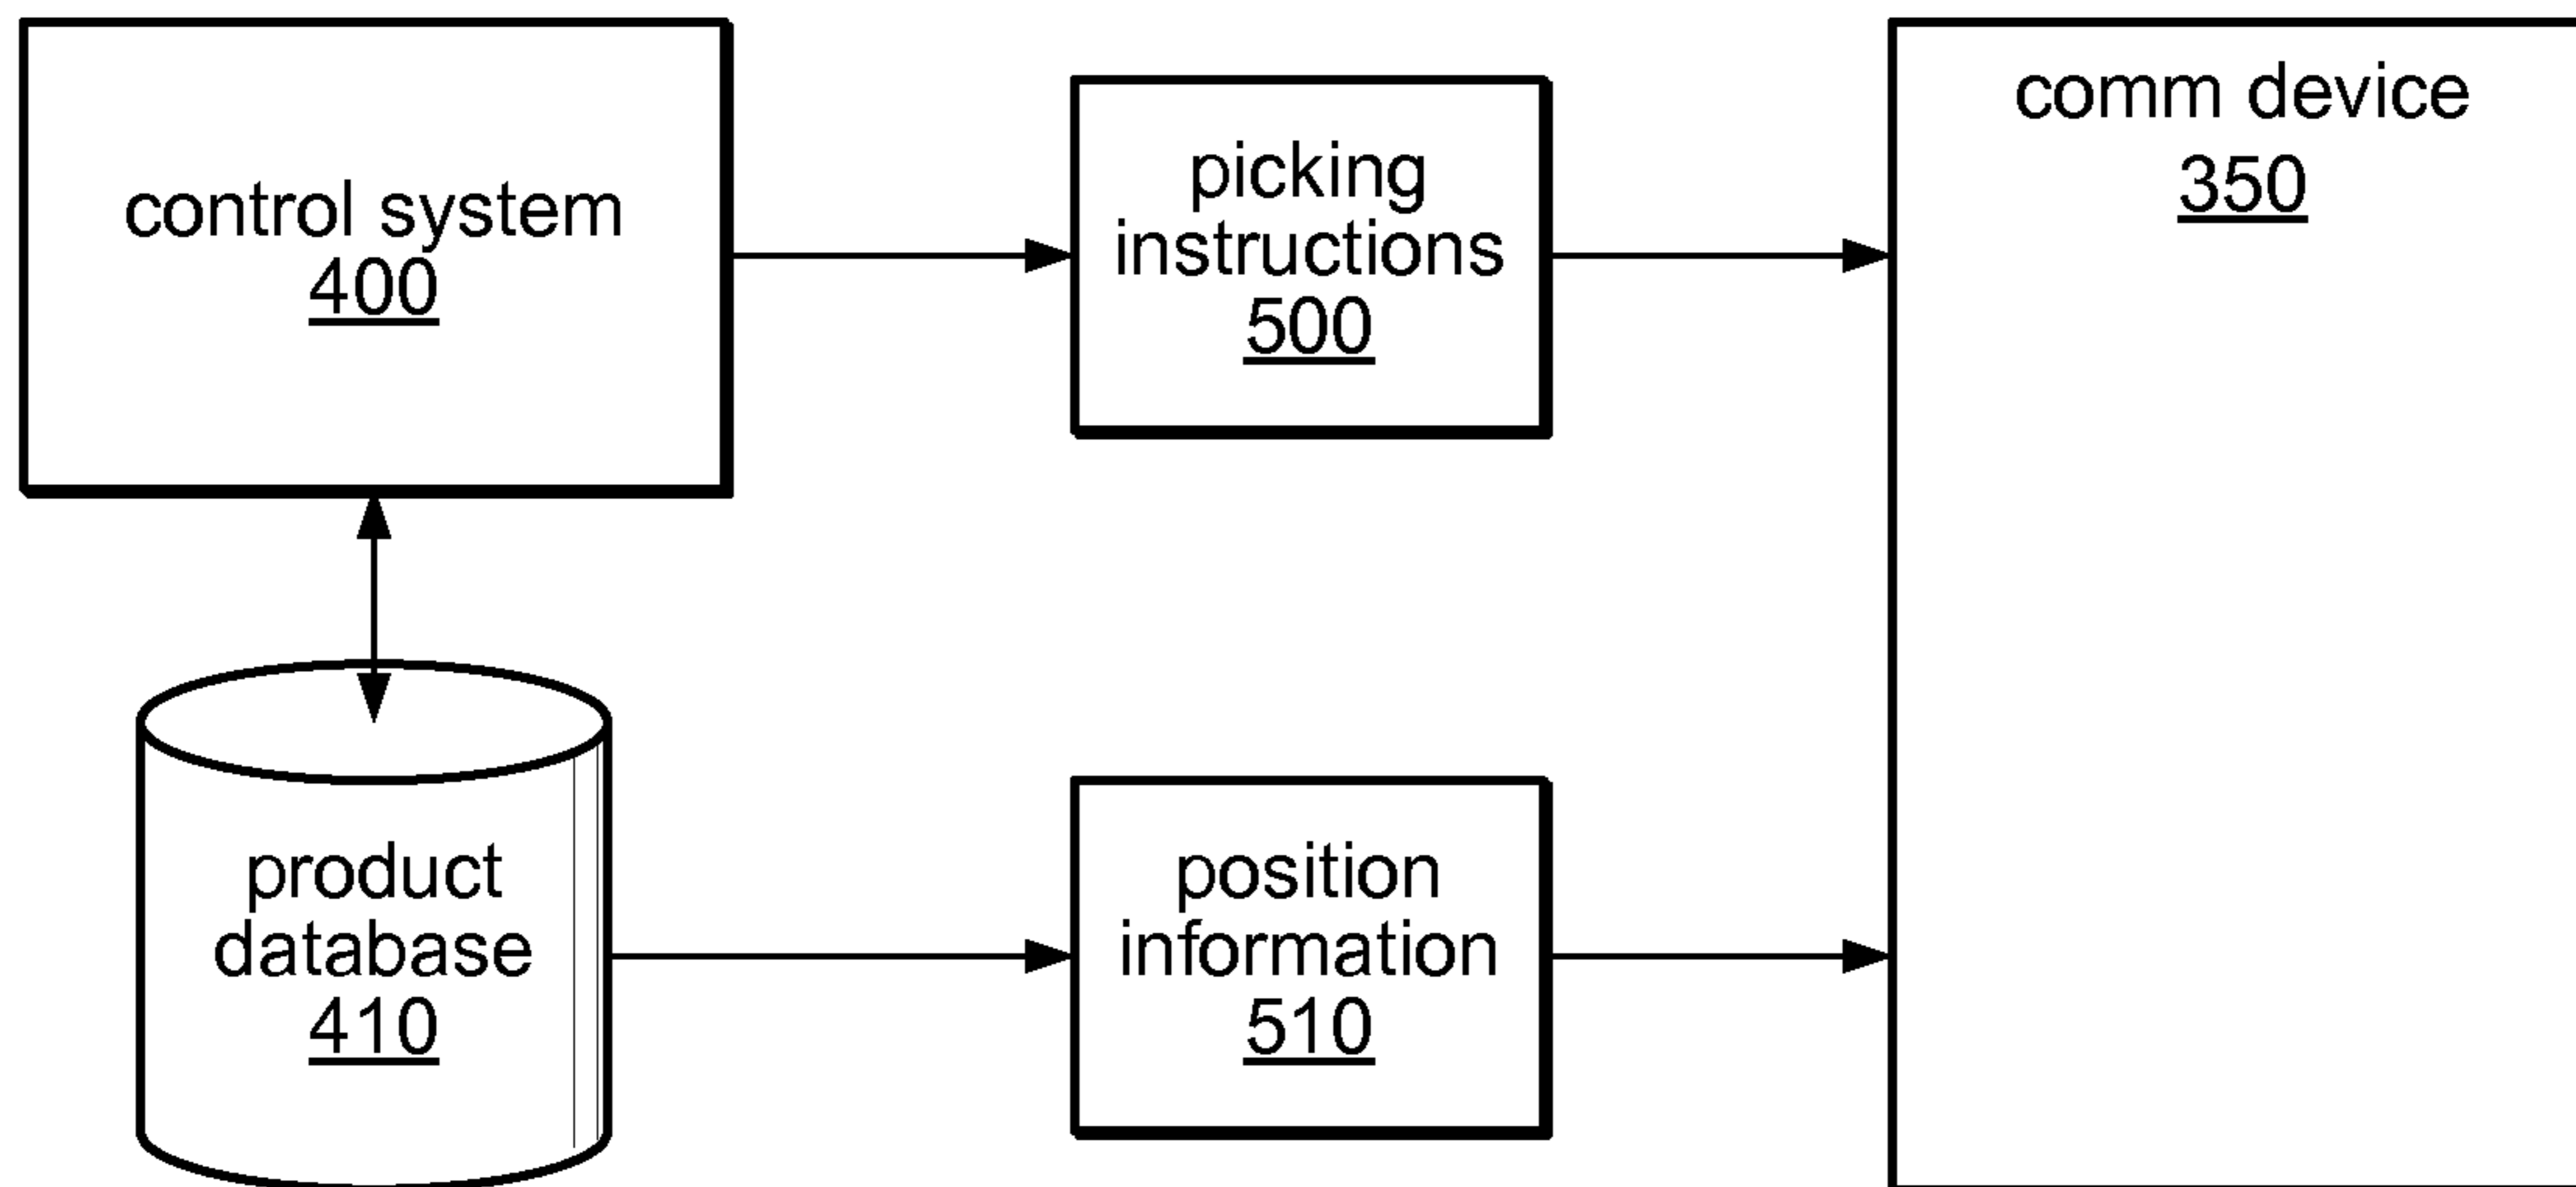 control system
400
picking
instructions
500
comm device
350
product
database
410
position
information
510